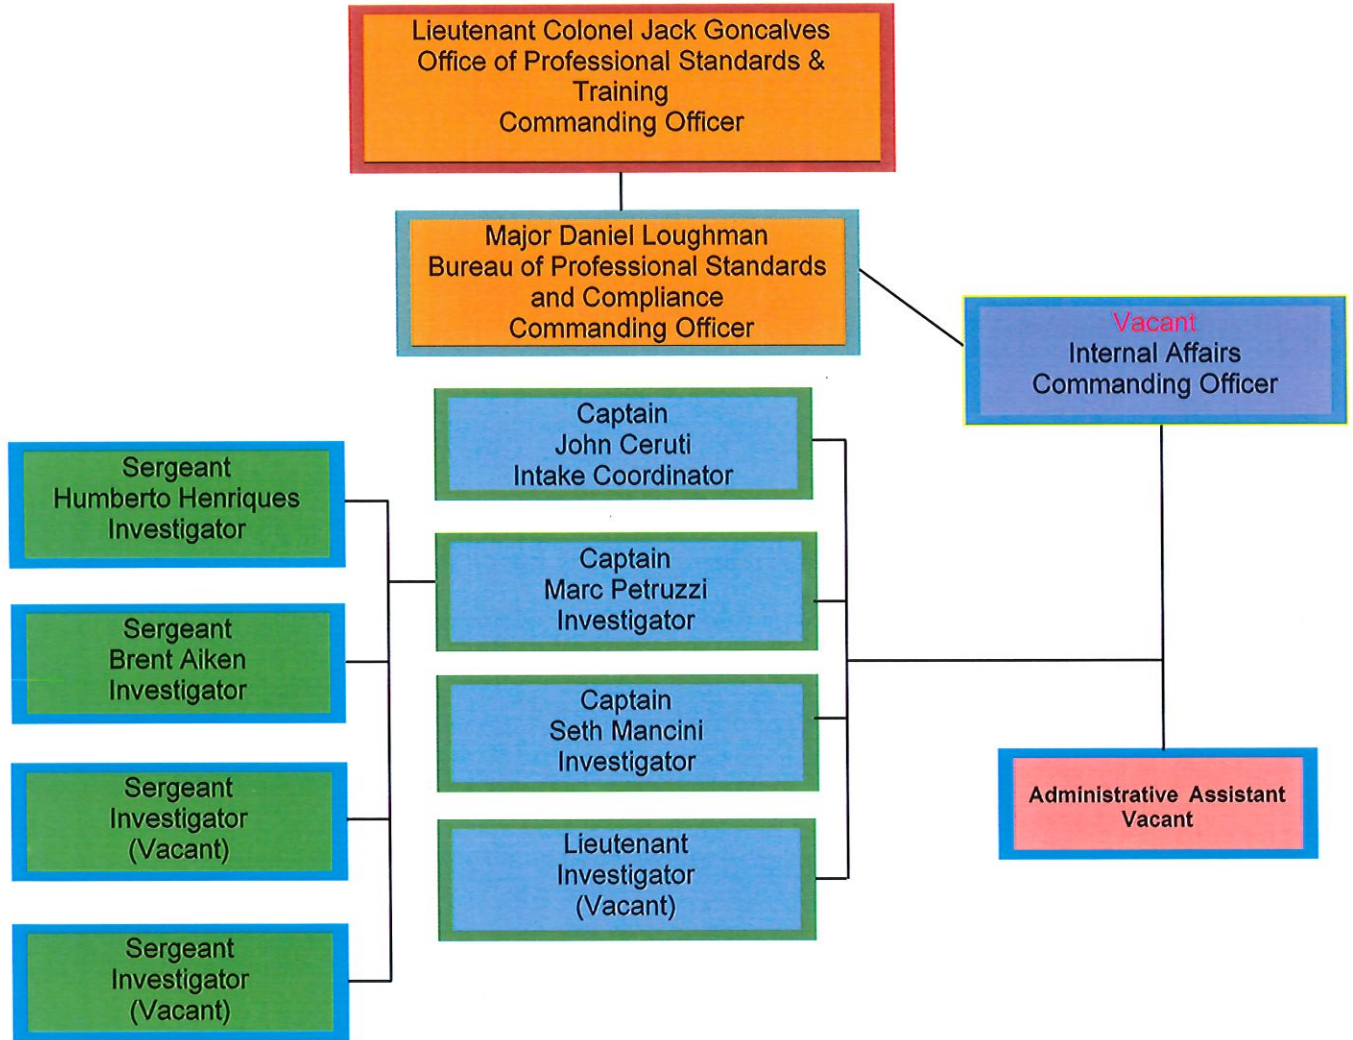 Lieutenant Colonel Jack Goncalves
Office of Professional Standards &
Training
Commanding Officer
Major Daniel Loughman
Bureau of Professional Standards
and Compliance
Commanding Officer
Vacant
Internal Affairs
Commanding Officer
Captain
John Ceruti
Intake Coordinator
Captain
Marc Petruzzi
Investigator
Captain
Seth Mancini
Investigator
Lieutenant
Investigator
(Vacant)
Sergeant
Humberto Henriques
Investigator
Sergeant
Brent Aiken
Investigator
Sergeant
Investigator
(Vacant)
Sergeant
Investigator
(Vacant)
Administrative Assistant
Vacant